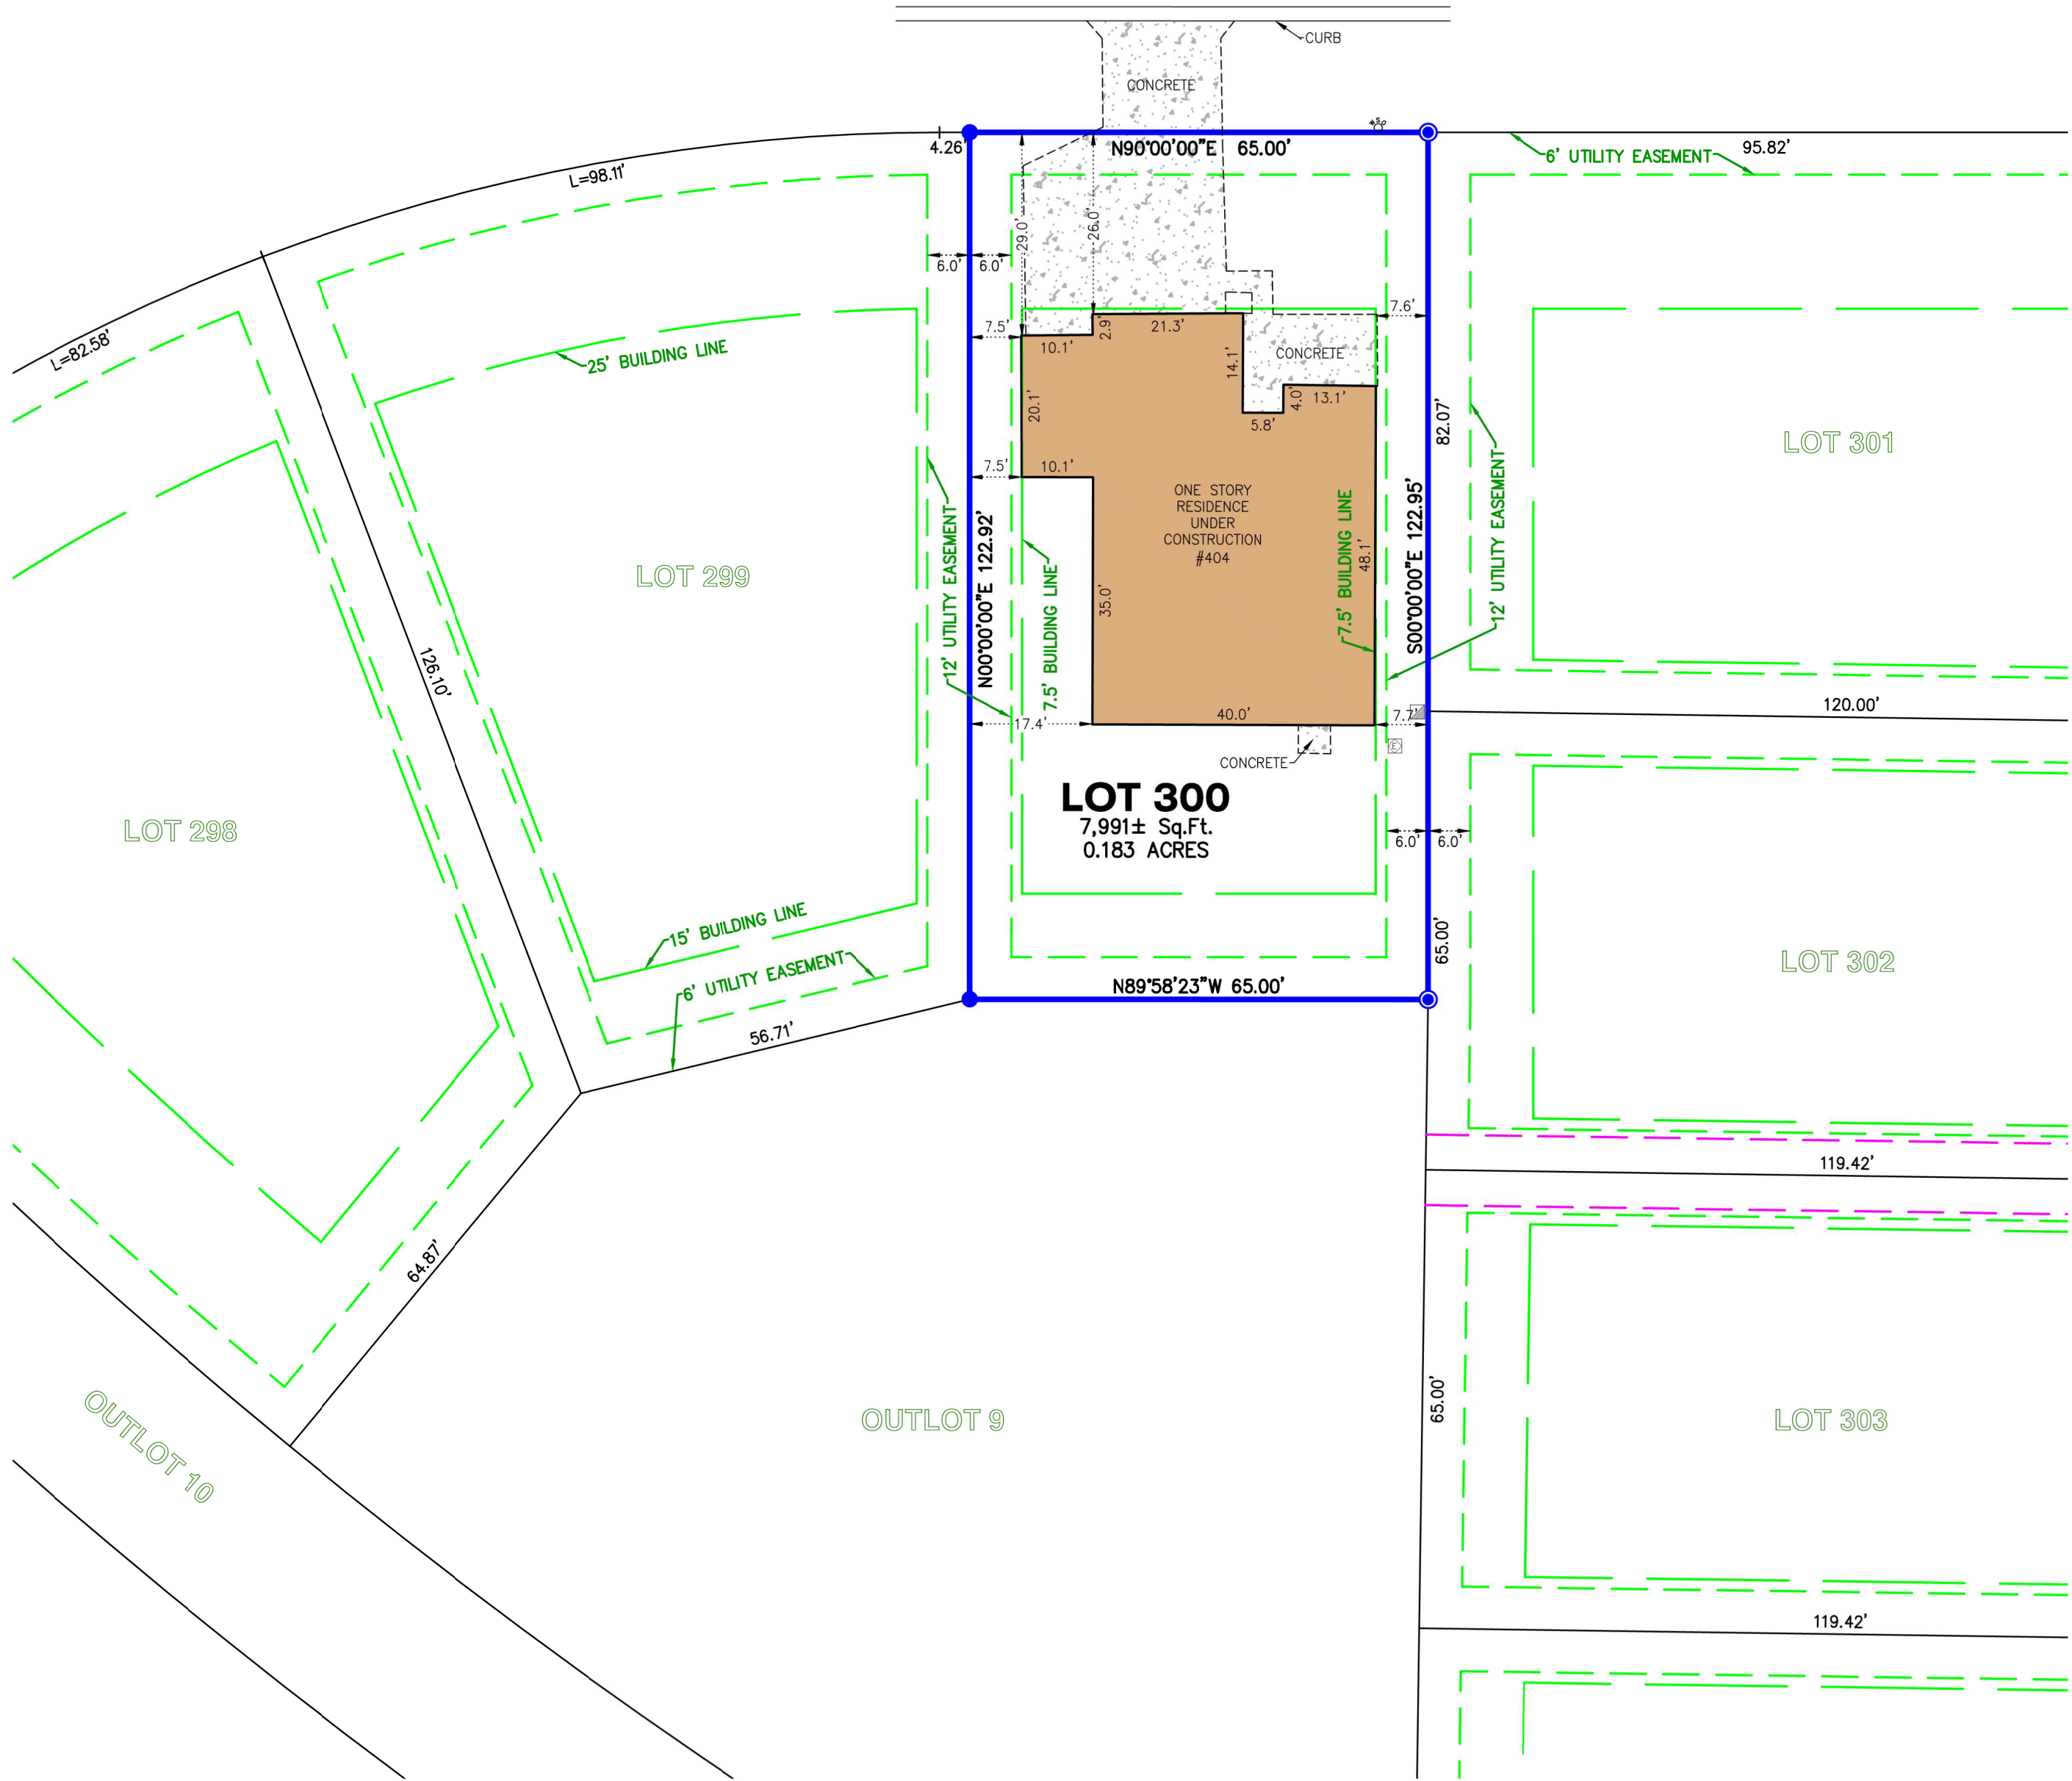 CURB
CONCRETE
4.26'
N90°00'00"E 65.00'
6' UTILITY EASEMENT
95.82'
L=98.11'
29.0'
26.0'
6.0'
6.0'
L=82.58'
25' BUILDING LINE
7.5'
10.1'
2.9'
21.3'
7.6'
14.1'
CONCRETE
4.0'
13.1'
5.8'
20.1'
82.07'
LOT 301
7.5'
10.1'
ONE STORY
RESIDENCE
UNDER
CONSTRUCTION
#404
7.5' BUILDING LINE
48.1'
S00°00'00"E 122.95'
12' UTILITY EASEMENT
LOT 299
12' UTILITY EASEMENT
N00°00'00"E 122.92'
7.5' BUILDING LINE
35.0'
126.10'
17.4'
40.0'
7.7'
120.00'
E
CONCRETE
LOT 300
7,991± Sq.Ft.
0.183 ACRES
6.0'
6.0'
LOT 298
15' BUILDING LINE
6' UTILITY EASEMENT
65.00'
LOT 302
N89°58'23"W 65.00'
56.71'
119.42'
64.87'
65.00'
OUTLOT 10
OUTLOT 9
LOT 303
119.42'